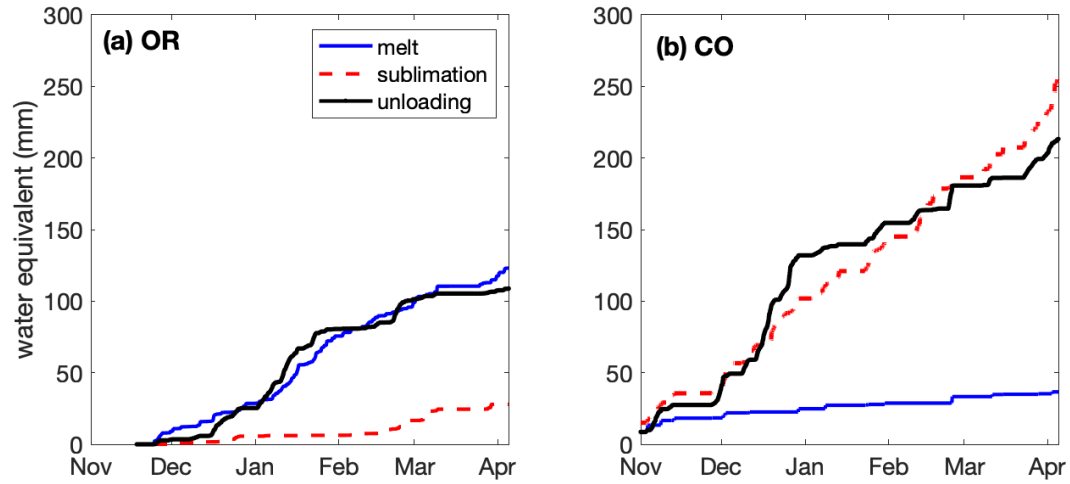 (a) OR
melt
sublimation
unloading
water equivalent (mm)
300
250
200
150
100
50
0
Nov Dec Jan Feb Mar Apr
(b) CO
300
250
200
150
100
50
0
Nov Dec Jan Feb Mar Apr